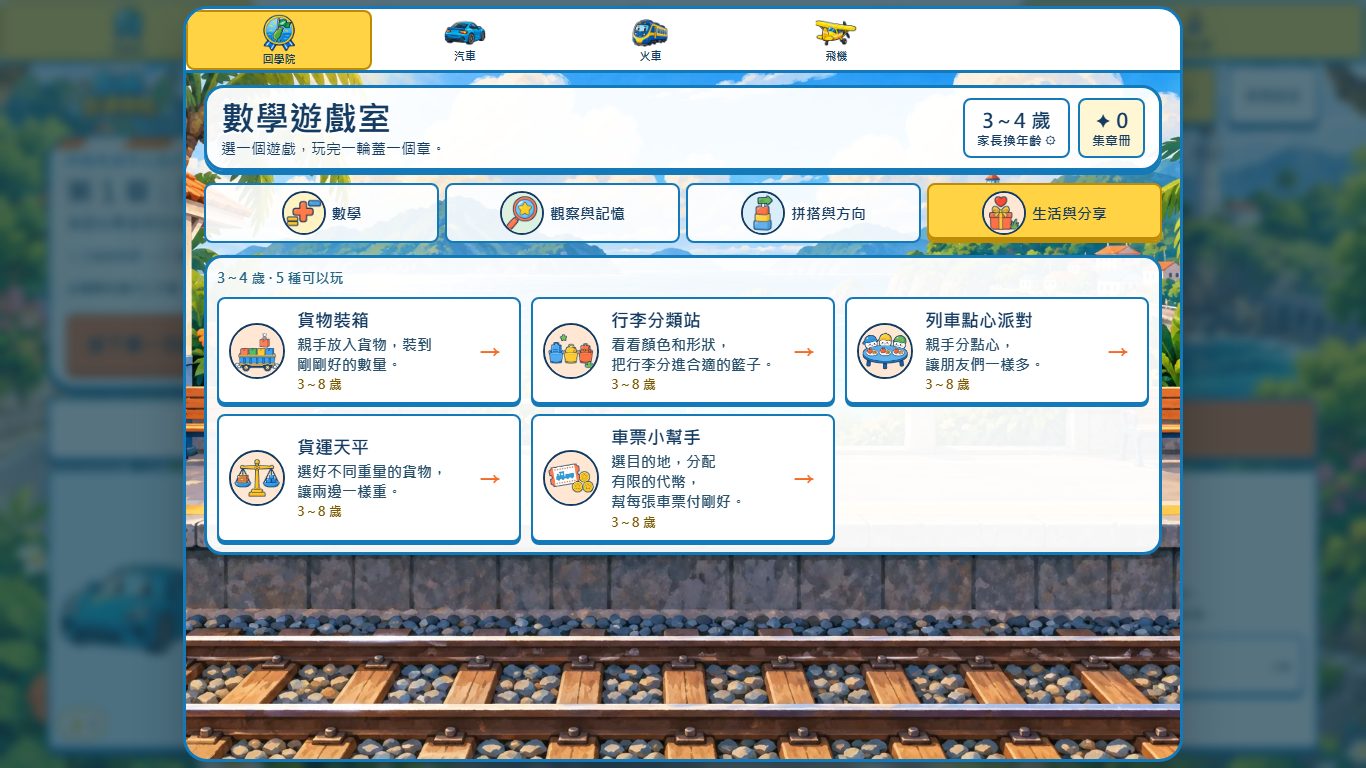 回學院
汽車
火車
飛機
數學遊戲室
選一個遊戲，玩完一輪蓋一個章。
3～4 歲
家長換年齡 ⚙
✦ 0
集章冊
數學
觀察與記憶
拼搭與方向
生活與分享
3～4 歲 · 5 種可以玩
貨物裝箱
親手放入貨物，裝到
剛剛好的數量。
3～8 歲
→
行李分類站
看看顏色和形狀，
把行李分進合適的籃子。
3～8 歲
→
列車點心派對
親手分點心，
讓朋友們一樣多。
3～8 歲
→
貨運天平
選好不同重量的貨物，
讓兩邊一樣重。
3～8 歲
→
車票小幫手
選目的地，分配
有限的代幣，
幫每張車票付剛好。
3～8 歲
→